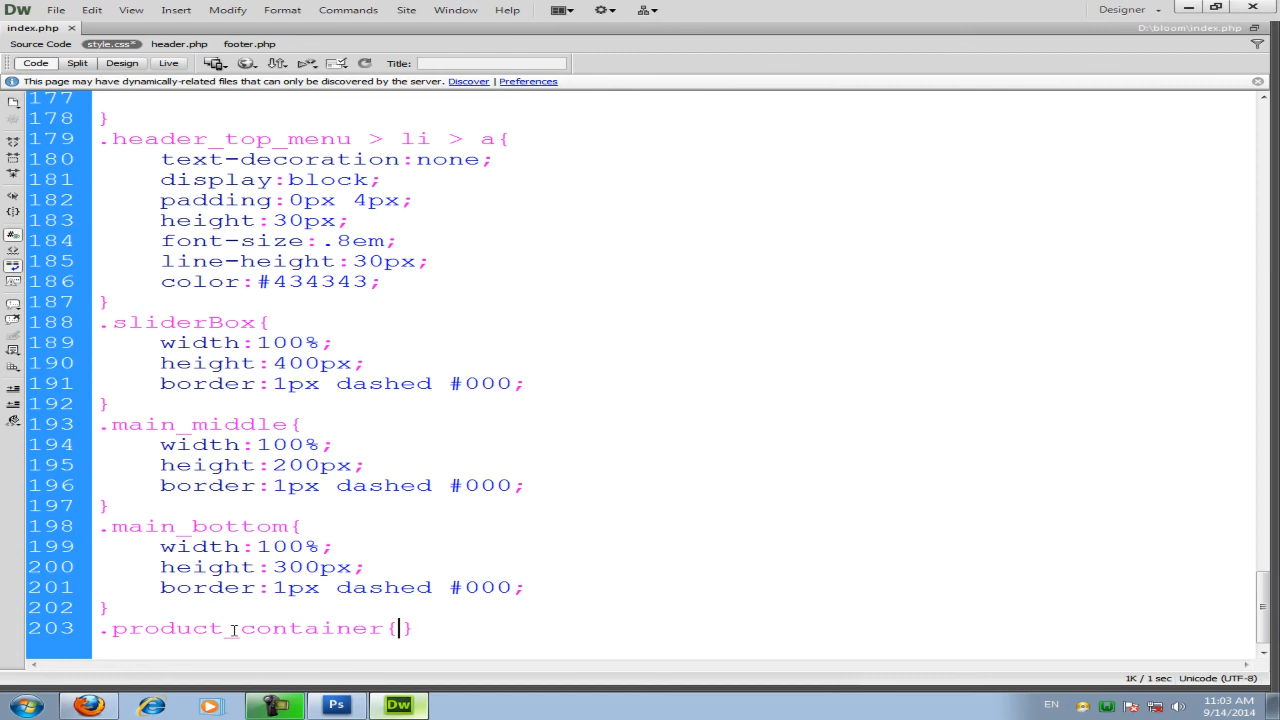 Dw File Edit View Insert Modify Format Commands Site Window Help Designer
index.php D:\bloom\index.php
Source Code style.css* header.php footer.php
Code Split Design Live Title:
This page may have dynamically-related files that can only be discovered by the server. Discover Preferences
177
178 }
179 .header_top_menu > li > a{
180 text-decoration:none;
181 display:block;
182 padding:0px 4px;
183 height:30px;
184 font-size:.8em;
185 line-height:30px;
186 color:#434343;
187 }
188 .sliderBox{
189 width:100%;
190 height:400px;
191 border:1px dashed #000;
192 }
193 .main_middle{
194 width:100%;
195 height:200px;
196 border:1px dashed #000;
197 }
198 .main_bottom{
199 width:100%;
200 height:300px;
201 border:1px dashed #000;
202 }
203 .product_container{}
1K / 1 sec Unicode (UTF-8)
Ps Dw EN 11:03 AM
9/14/2014